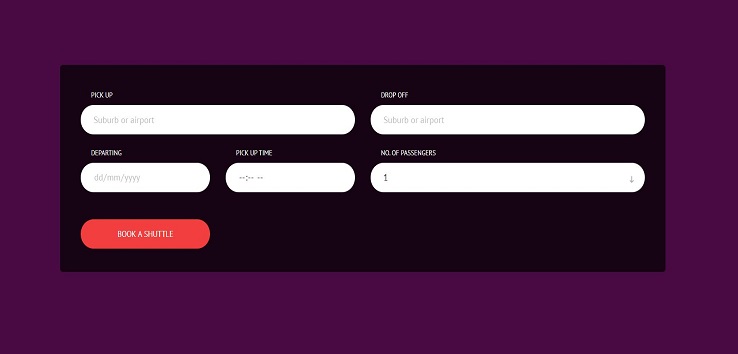 PICK UP
DROP OFF
Suburb or airport
Suburb or airport
DEPARTING
PICK UP TIME
NO. OF PASSENGERS
dd/mm/yyyy
--:-- --
1
BOOK A SHUTTLE